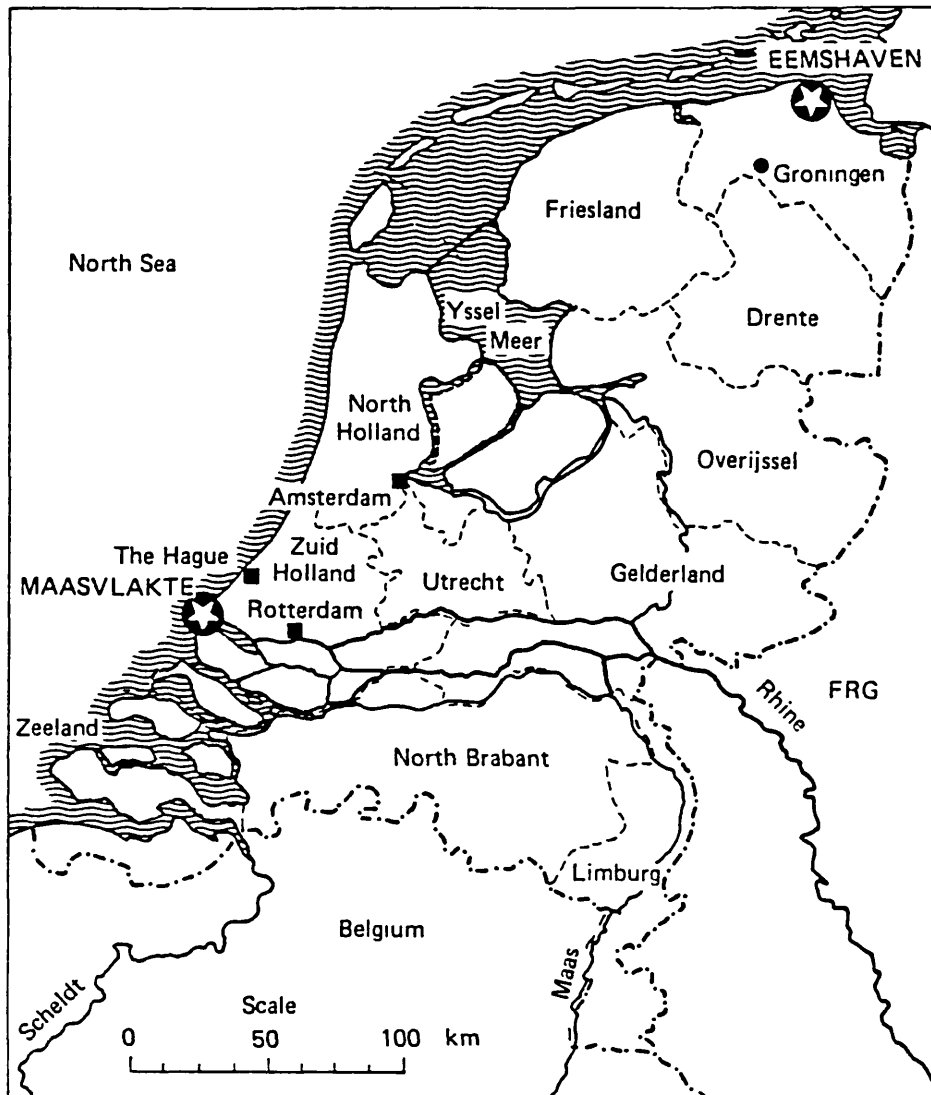 EEMSHAVEN
Groningen
Friesland
North Sea
Yssel
Meer
Drente
North
Holland
Overijssel
Amsterdam
The Hague
Zuid
Holland
MAASVLAKTE
Utrecht
Gelderland
Rotterdam
Rhine
FRG
Zeeland
North Brabant
Limburg
Belgium
Maas
Scheldt
Scale
0 50 100 km